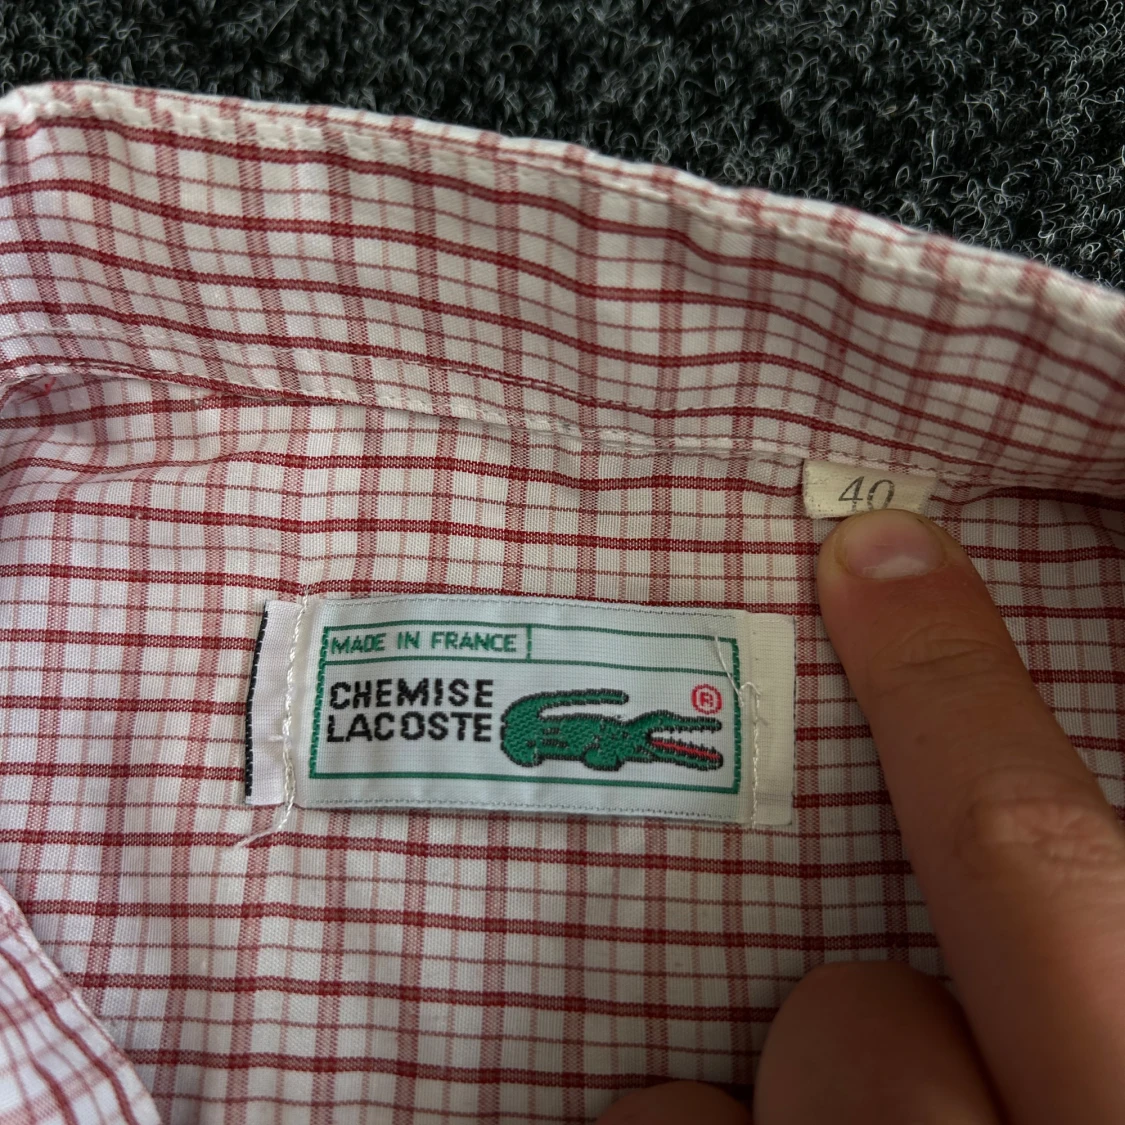 40
MADE IN FRANCE
CHEMISE
LACOSTE
®